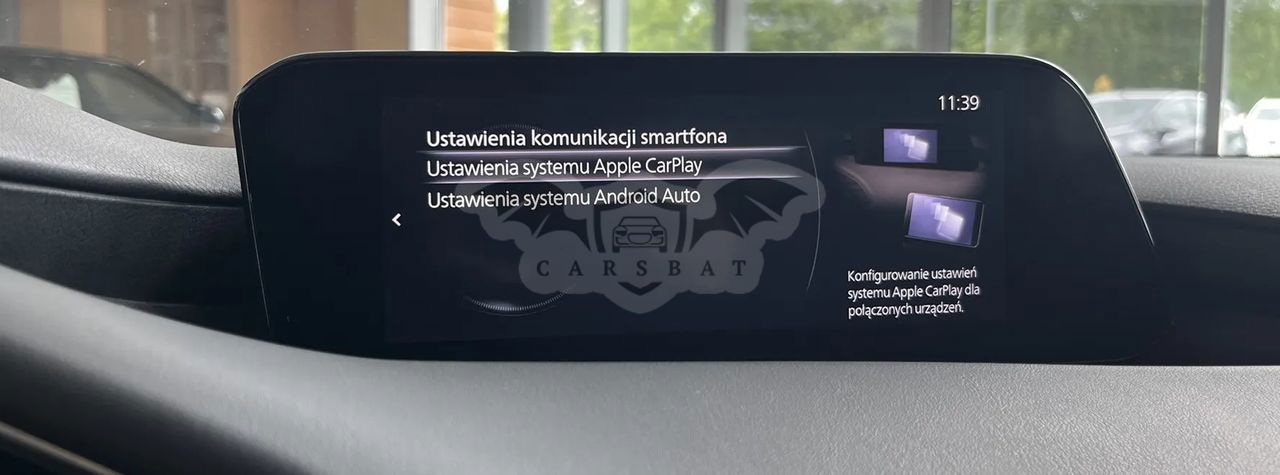 11:39
Ustawienia komunikacji smartfona
Ustawienia systemu Apple CarPlay
Ustawienia systemu Android Auto
CARSBAT
Konfigurowanie ustawień
systemu Apple CarPlay dla
połączonych urządzeń.